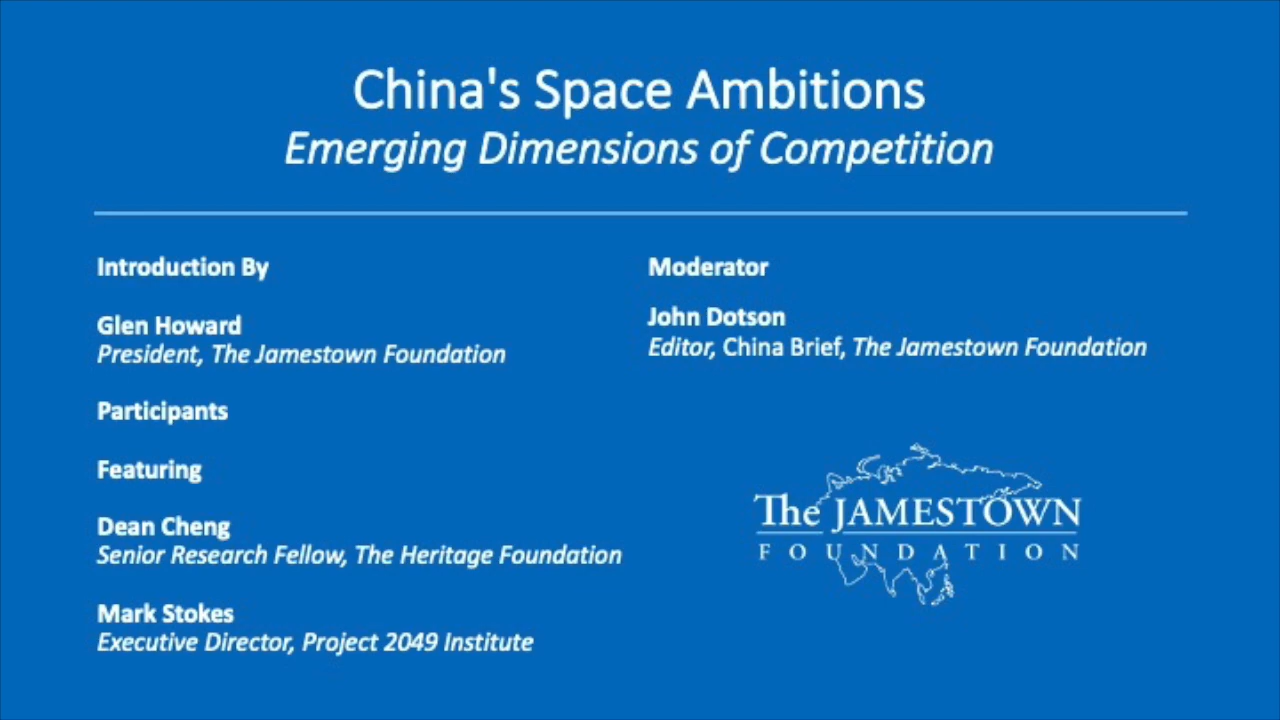 China's Space Ambitions
Emerging Dimensions of Competition
Introduction By
Glen Howard
President, The Jamestown Foundation
Participants
Featuring
Dean Cheng
Senior Research Fellow, The Heritage Foundation
Mark Stokes
Executive Director, Project 2049 Institute
Moderator
John Dotson
Editor, China Brief, The Jamestown Foundation
The JAMESTOWN
FOUNDATION